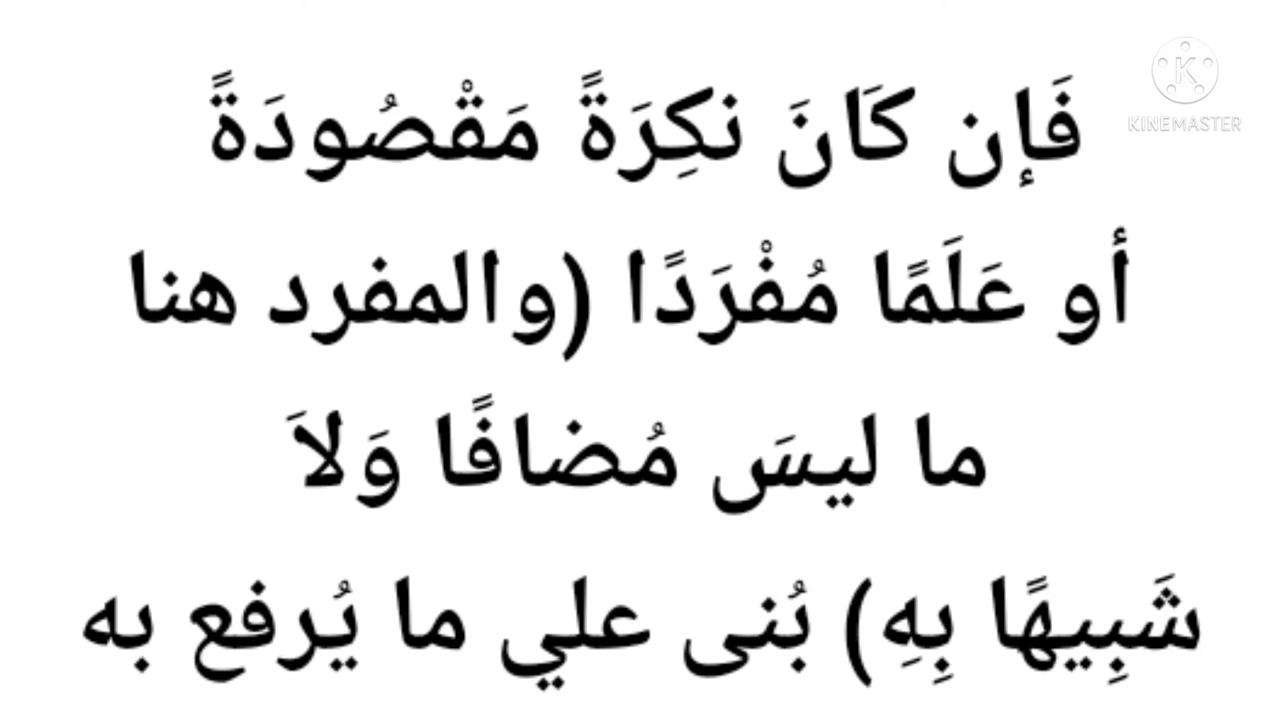 KINEMASTER
فَإن كَانَ نكِرَةً مَقْصُودَةً
أو عَلَمًا مُفْرَدًا (والمفرد هنا
ما ليسَ مُضافًا وَلاَ
شَبِيهًا بِهِ) بُنى علي ما يُرفع به